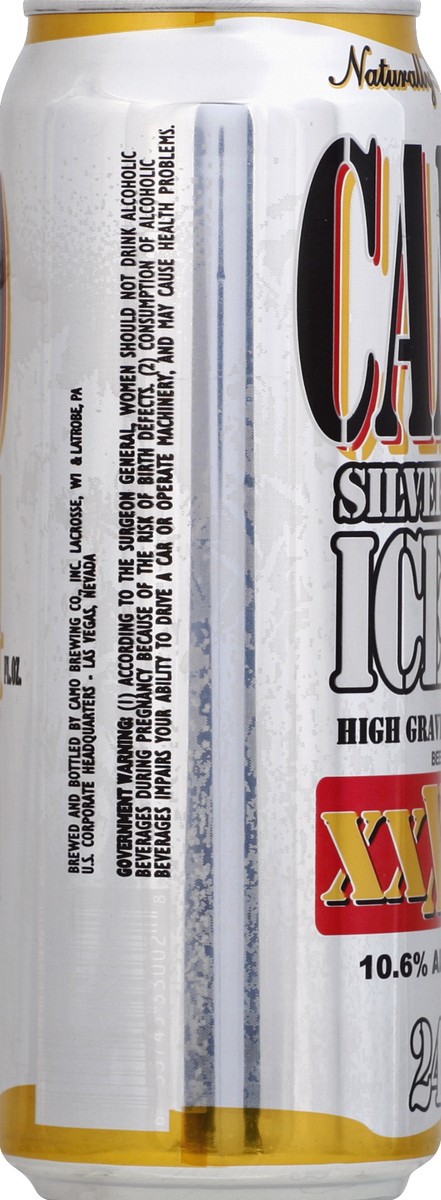 Naturally
CA
SILVE
ICE
HIGH GRAV
BEE
XXX
10.6% A
24
FL.OZ.
BREWED AND BOTTLED BY CAMO BREWING CO., INC. LACROSSE, WI & LATROBE, PA
U.S. CORPORATE HEADQUARTERS - LAS VEGAS, NEVADA
GOVERNMENT WARNING: (1) ACCORDING TO THE SURGEON GENERAL, WOMEN SHOULD NOT DRINK ALCOHOLIC
BEVERAGES DURING PREGNANCY BECAUSE OF THE RISK OF BIRTH DEFECTS. (2) CONSUMPTION OF ALCOHOLIC
BEVERAGES IMPAIRS YOUR ABILITY TO DRIVE A CAR OR OPERATE MACHINERY, AND MAY CAUSE HEALTH PROBLEMS.